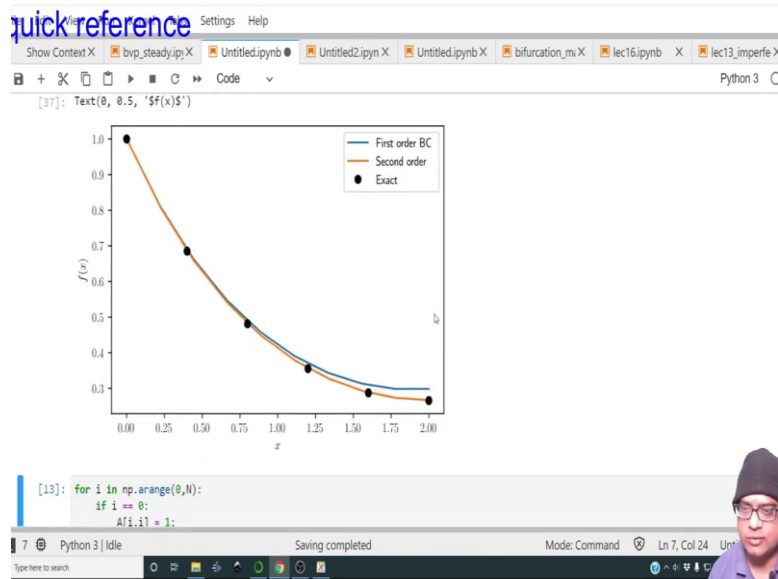 quick reference
Settings Help
Show Context bvp_steady.ipy Untitled.ipynb Untitled2.ipyn Untitled.ipynb bifurcation_ma lec16.ipynb lec13_imperfe
Code Python 3
[37]: Text(0, 0.5, '$f(x)$')
1.0
0.9
0.8
0.7
0.6
0.5
0.4
0.3
f(x)
First order BC
Second order
Exact
0.00 0.25 0.50 0.75 1.00 1.25 1.50 1.75 2.00
x
[13]: for i in np.arange(0,N):
if i == 0:
A[i,i] = 1;
7 Python 3 | Idle Saving completed Mode: Command Ln 7, Col 24
Type here to search